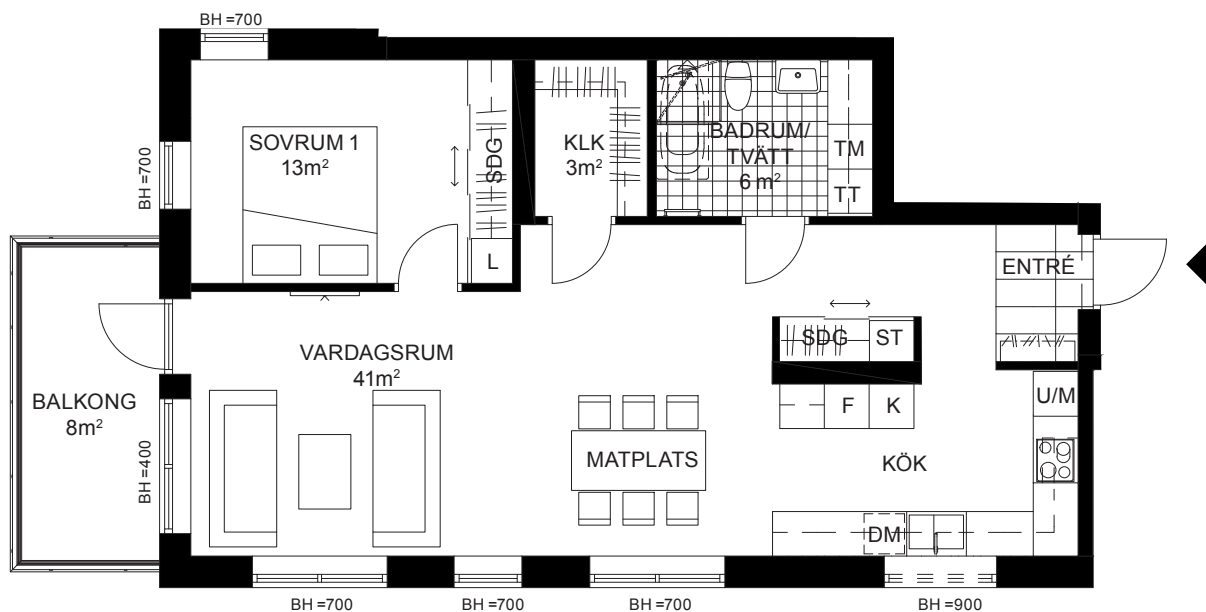 BH =700
SOVRUM 1
13m²
SDG
L
KLK
3m²
BADRUM/
TVÄTT
6 m²
TM
TT
BH =700
ENTRÉ
SDG
ST
VARDAGSRUM
41m²
BALKONG
8m²
F
K
U/M
MATPLATS
KÖK
BH =400
DM
BH =700
BH =700
BH =700
BH =900